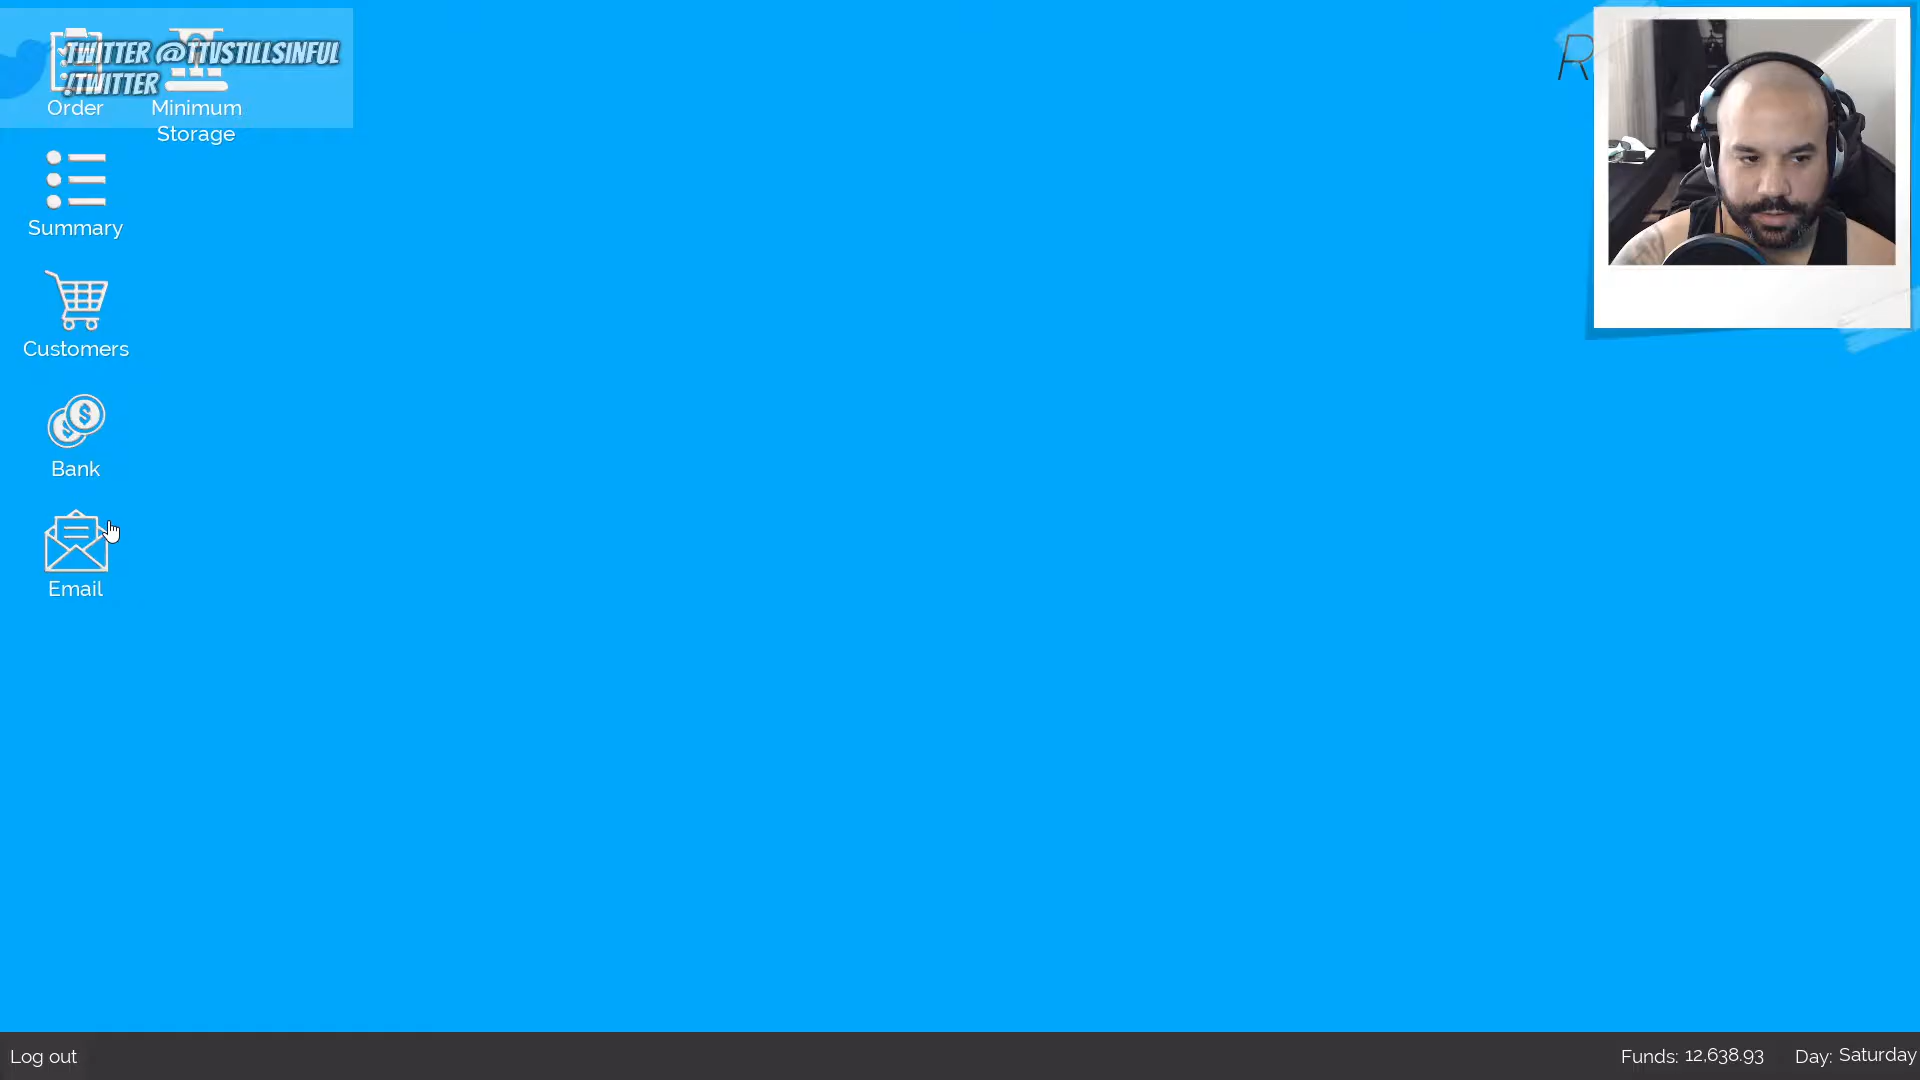 TWITTER @TTVSTILLSINFUL
!TWITTER
Order
Minimum
Storage
Summary
Customers
Bank
Email
R
Log out
Funds: 12,638.93
Day: Saturday